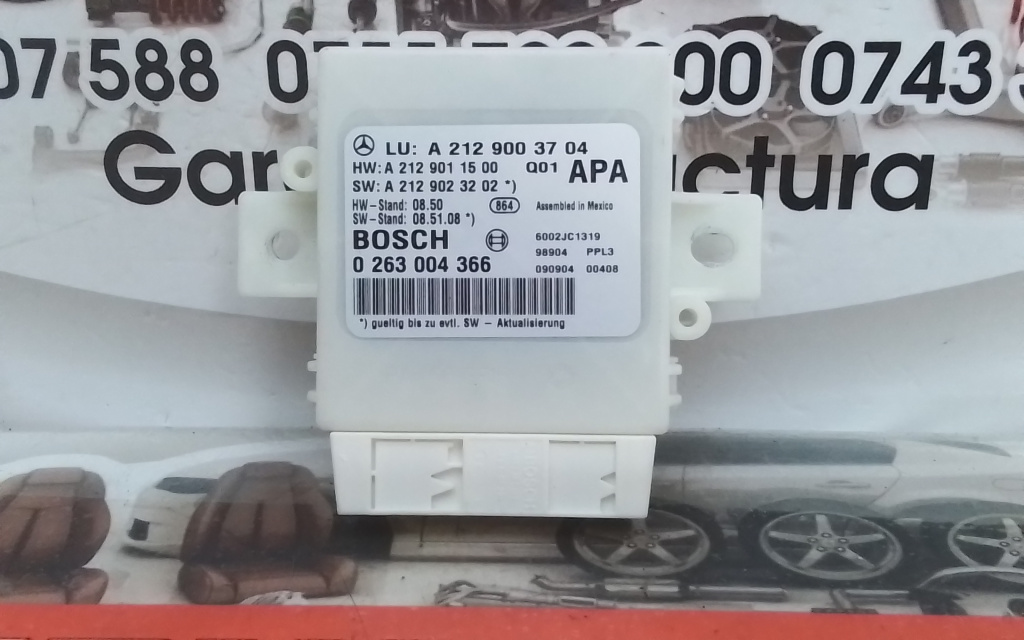 07 588 0 00 0743
Gar ctura
LU: A 212 900 37 04
HW: A 212 901 15 00 Q01 APA
SW: A 212 902 32 02 *)
HW-Stand: 08.50 864 Assembled in Mexico
SW-Stand: 08.51.08 *)
BOSCH 6002JC1319
98904 PPL3
0 263 004 366 090904 00408
*) gueltig bis zu evtl. SW - Aktualisierung